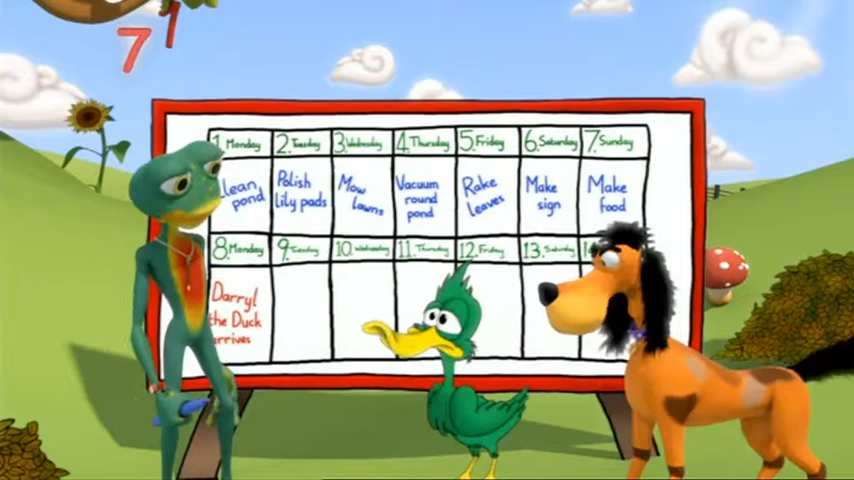 7 1
1. Monday 2. Tuesday 3. Wednesday 4. Thursday 5. Friday 6. Saturday 7. Sunday
lean pond
Polish Lily pads
Mow lawns
Vacuum round pond
Rake leaves
Make sign
Make food
8. Monday 9. Tuesday 10. Wednesday 11. Thursday 12. Friday 13. Saturday
Darryl
the Duck
arrives